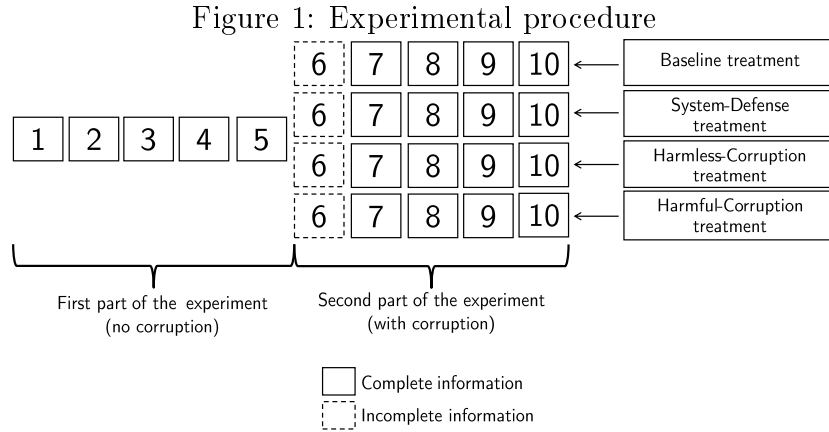 Figure 1: Experimental procedure
6 7 8 9 10 Baseline treatment
6 7 8 9 10 System-Defense
treatment
1 2 3 4 5
6 7 8 9 10 Harmless-Corruption
treatment
6 7 8 9 10 Harmful-Corruption
treatment
First part of the experiment
(no corruption)
Second part of the experiment
(with corruption)
Complete information
Incomplete information